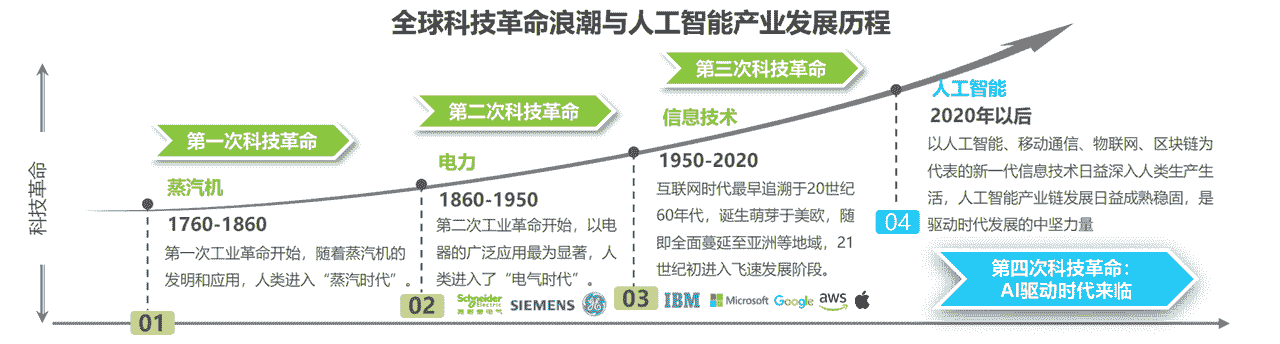 全球科技革命浪潮与人工智能产业发展历程
科技革命
第一次科技革命
蒸汽机
1760-1860
第一次工业革命开始，随着蒸汽机的
发明和应用，人类进入“蒸汽时代”。
01
第二次科技革命
电力
1860-1950
第二次工业革命开始，以电
器的广泛应用最为显著，人
类进入了“电气时代”。
02
Schneider
Electric
施耐德电气
SIEMENS
第三次科技革命
信息技术
1950-2020
互联网时代最早追溯于20世纪
60年代，诞生萌芽于美欧，随
即全面蔓延至亚洲等地域，21
世纪初进入飞速发展阶段。
03
IBM
Microsoft
Google
aws
人工智能
2020年以后
以人工智能、移动通信、物联网、区块链为
代表的新一代信息技术日益深入人类生产生
活，人工智能产业链发展日益成熟稳固，是
驱动时代发展的中坚力量
04
第四次科技革命：
AI驱动时代来临